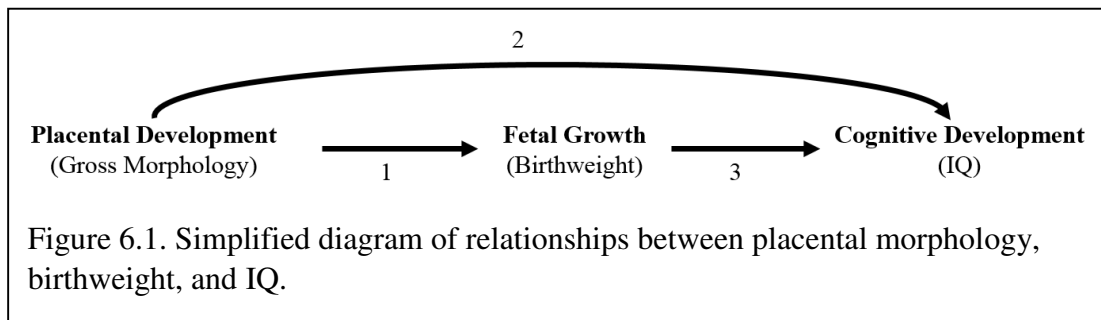 2
Placental Development
(Gross Morphology)
1
Fetal Growth
(Birthweight)
3
Cognitive Development
(IQ)
Figure 6.1. Simplified diagram of relationships between placental morphology,
birthweight, and IQ.